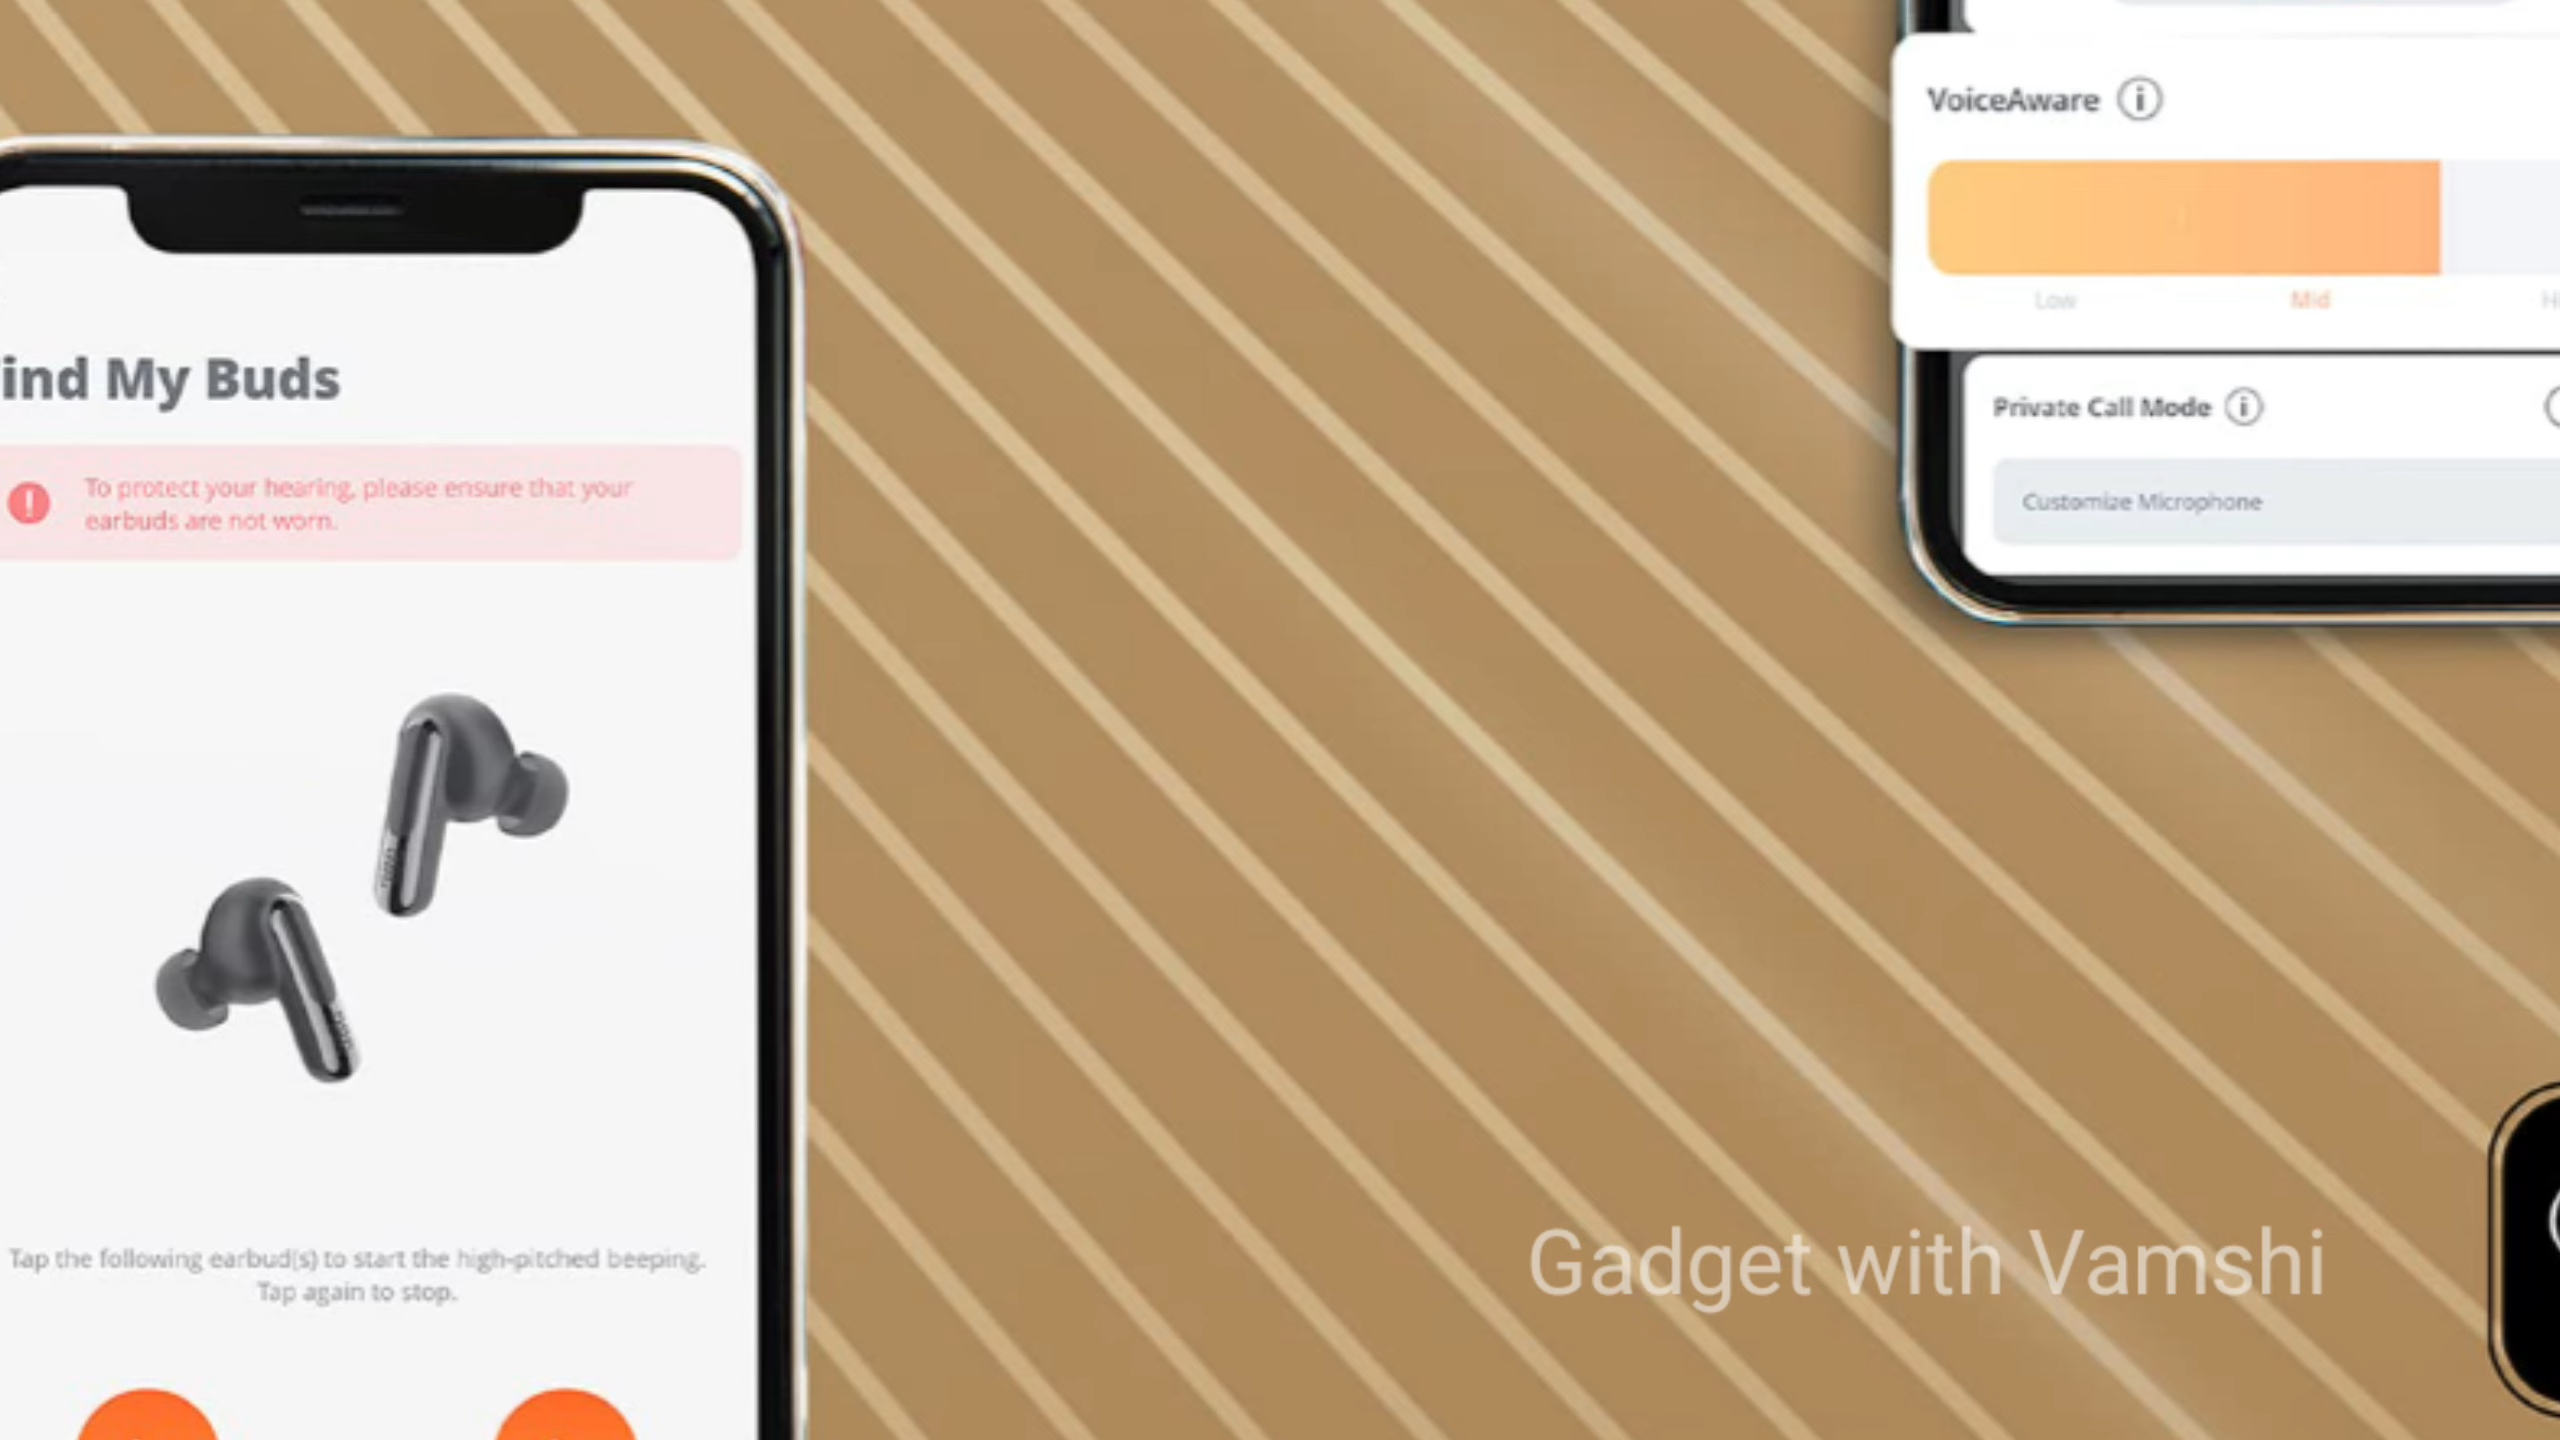 ind My Buds
To protect your hearing, please ensure that your
earbuds are not worn.
Tap the following earbud(s) to start the high-pitched beeping.
Tap again to stop.
VoiceAware
Low Mid
Private Call Mode
Customize Microphone
Gadget with Vamshi